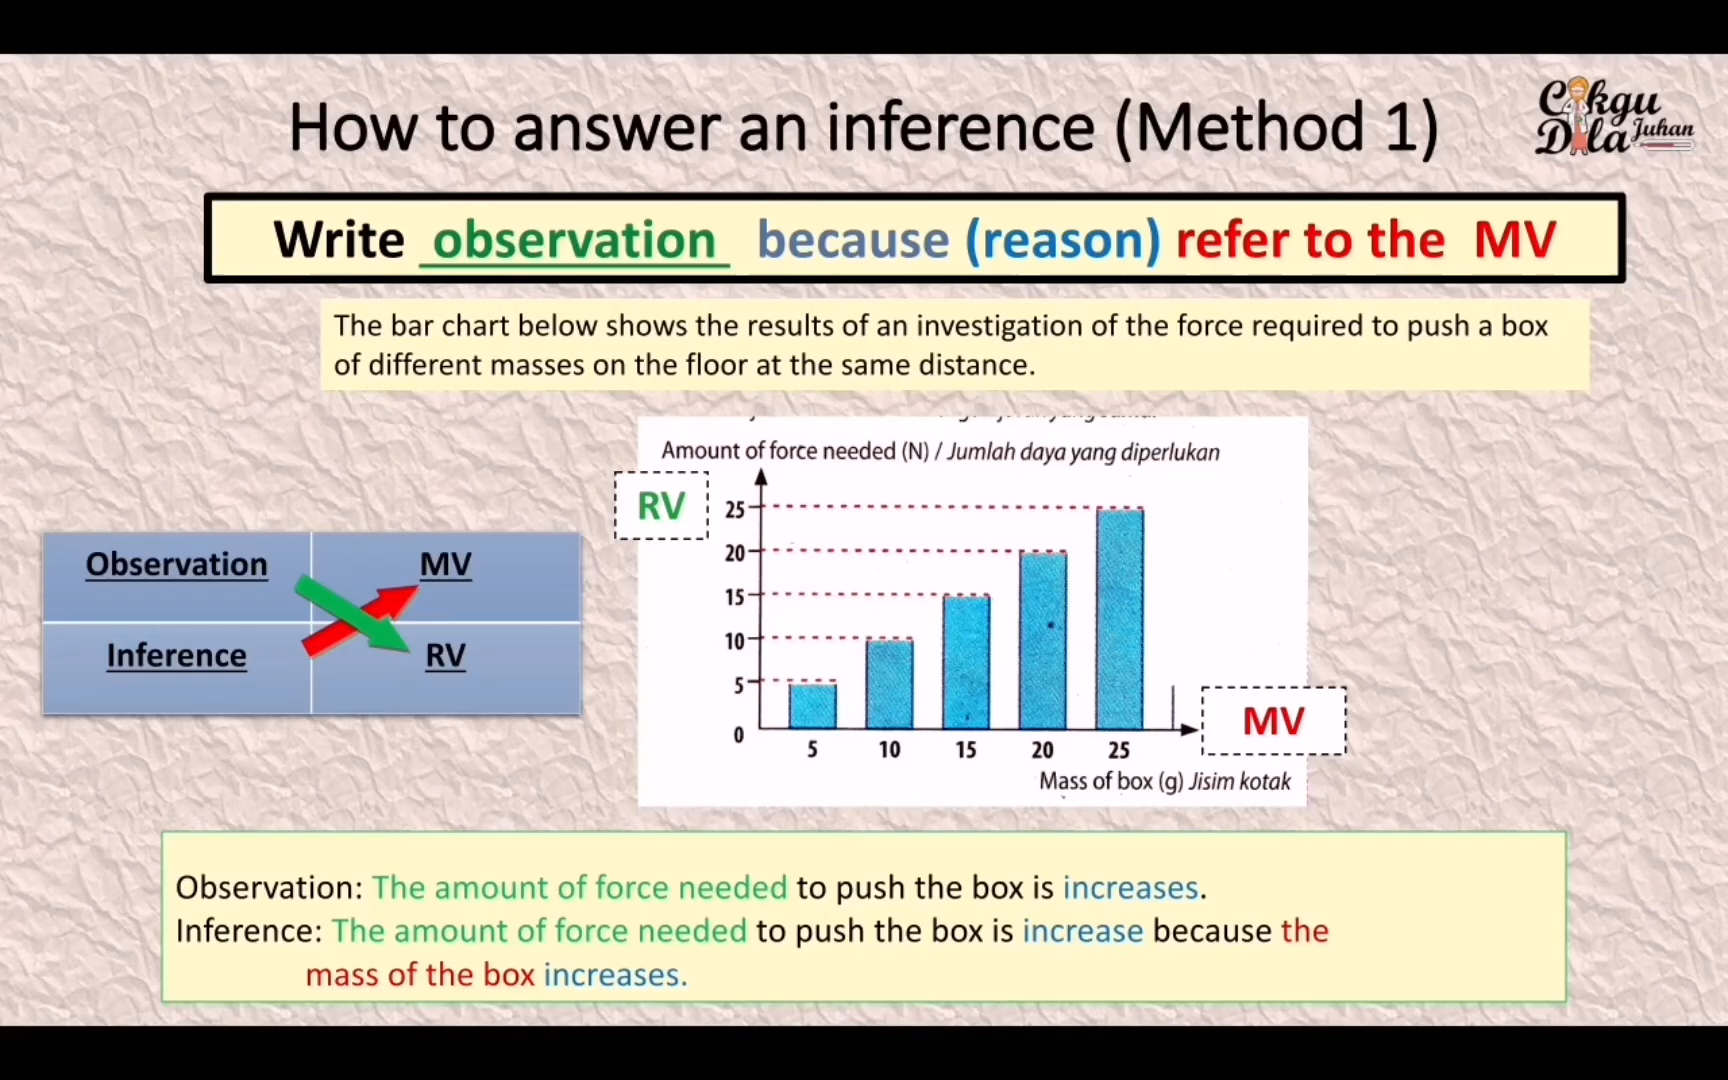 How to answer an inference (Method 1)
Cikgu
Dila Juhan
Write observation because (reason) refer to the MV
The bar chart below shows the results of an investigation of the force required to push a box
of different masses on the floor at the same distance.
Amount of force needed (N) / Jumlah daya yang diperlukan
RV
25
20
15
10
5
0
5 10 15 20 25
MV
Mass of box (g) Jisim kotak
Observation MV
Inference RV
Observation: The amount of force needed to push the box is increases.
Inference: The amount of force needed to push the box is increase because the
mass of the box increases.